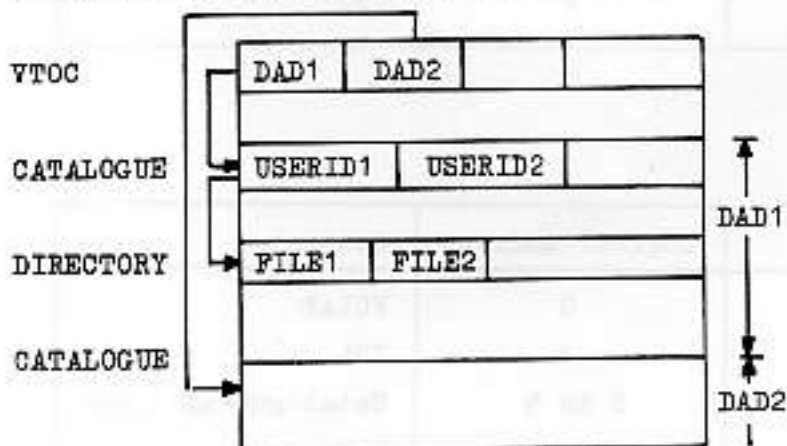 VTOC DAD1 DAD2
CATALOGUE USERID1 USERID2
DAD1
DIRECTORY FILE1 FILE2
CATALOGUE
DAD2